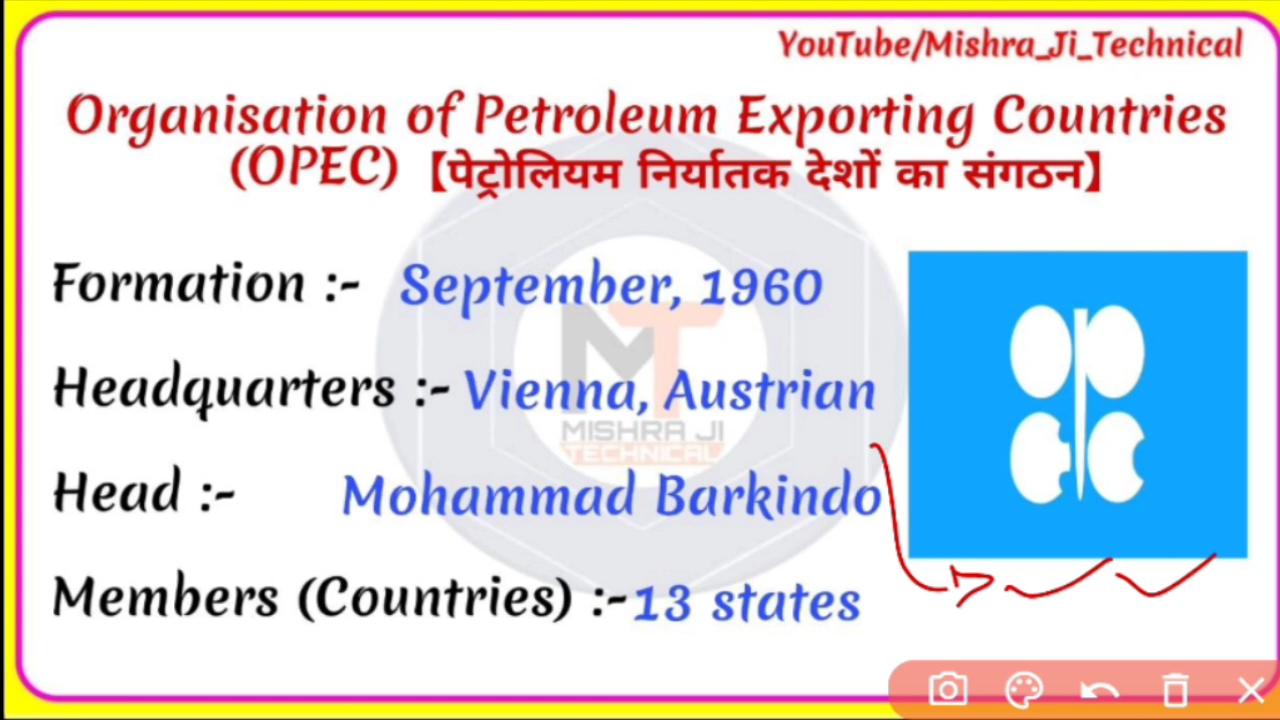 YouTube/Mishra_Ji_Technical
Organisation of Petroleum Exporting Countries
(OPEC) 【पेट्रोलियम निर्यातक देशों का संगठन】
Formation :- September, 1960
Headquarters :- Vienna, Austrian
MT
MISHRA JI
TECHNICAL
Head :- Mohammad Barkindo
Members (Countries) :- 13 states